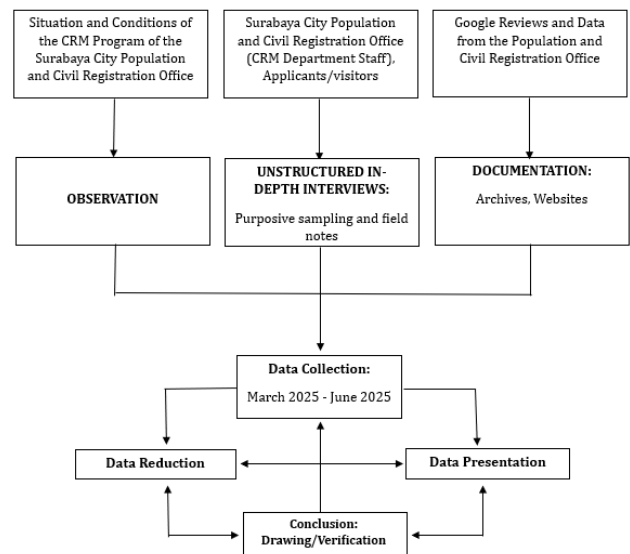 Situation and Conditions of
the CRM Program of the
Surabaya City Population
and Civil Registration Office
Surabaya City Population
and Civil Registration Office
(CRM Department Staff),
Applicants/visitors
Google Reviews and Data
from the Population and
Civil Registration Office
OBSERVATION
UNSTRUCTURED IN-
DEPTH INTERVIEWS:
Purposive sampling and field
notes
DOCUMENTATION:
Archives, Websites
Data Collection:
March 2025 - June 2025
Data Reduction
Data Presentation
Conclusion:
Drawing/Verification